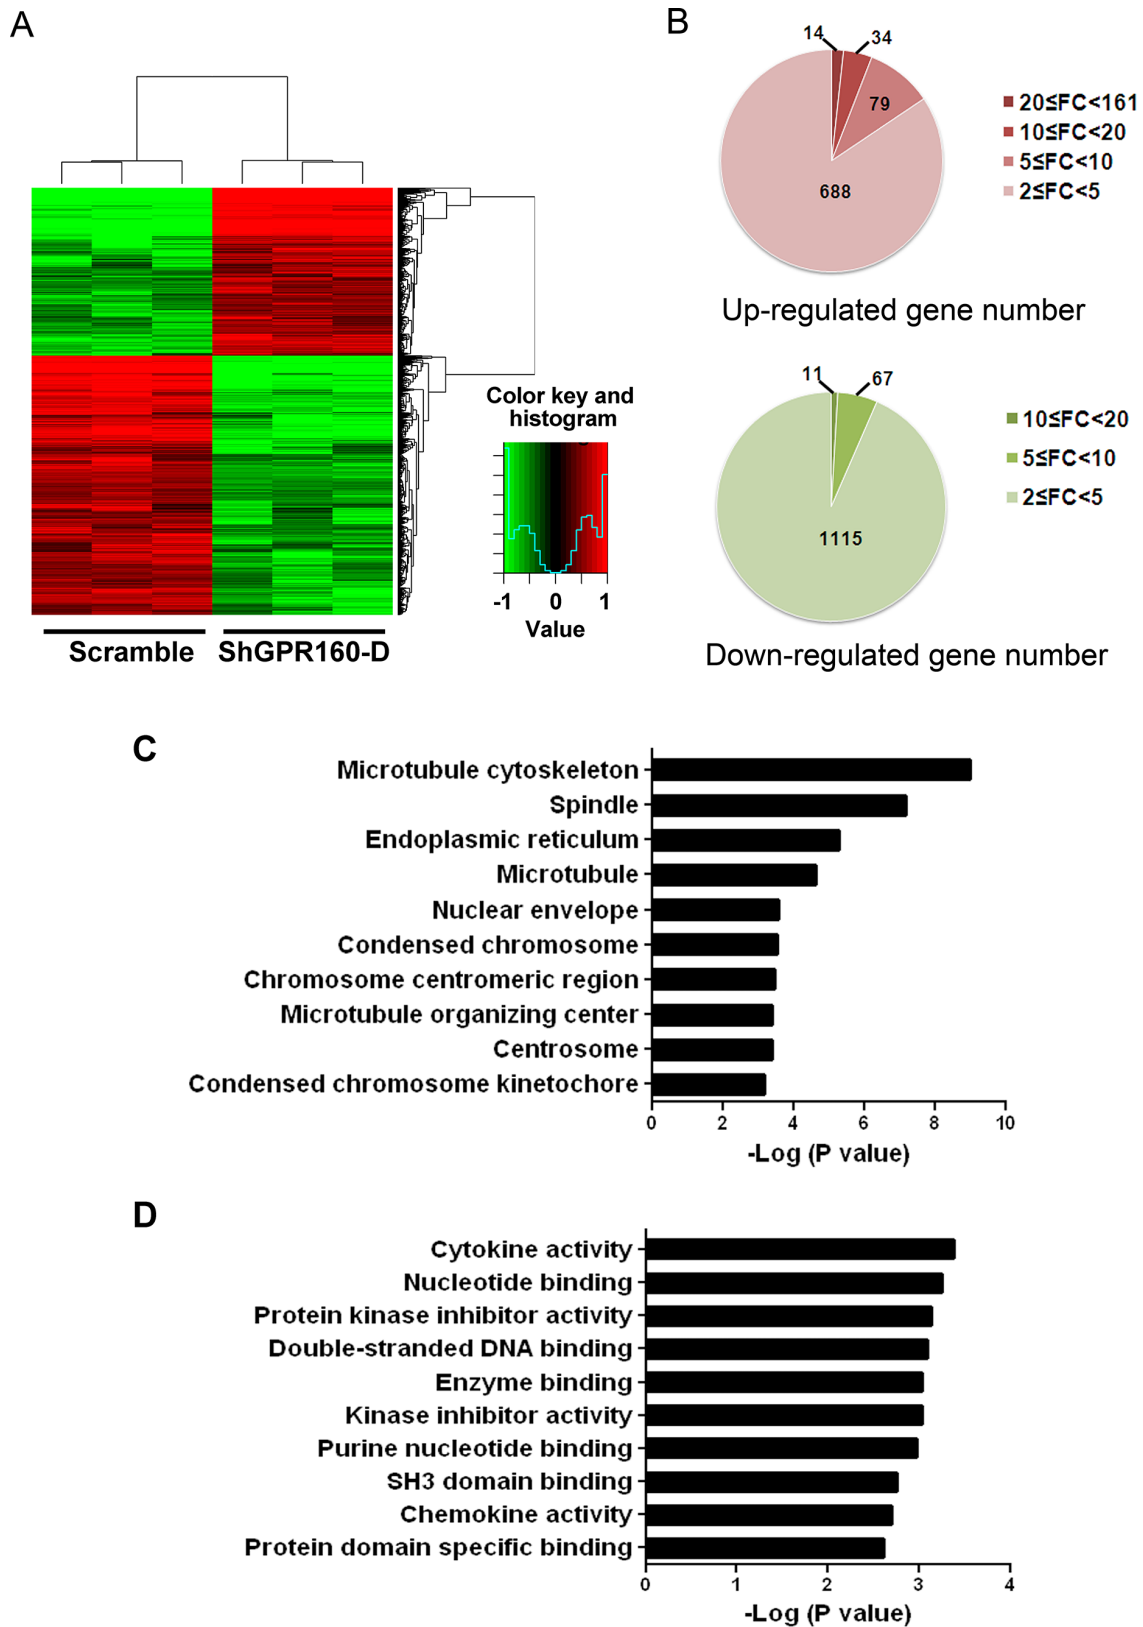 A
Scramble
ShGPR160-D
Color key and
histogram
-1 0 1
Value
B
14
34
79
688
20≤FC<161
10≤FC<20
5≤FC<10
2≤FC<5
Up-regulated gene number
11
67
1115
10≤FC<20
5≤FC<10
2≤FC<5
Down-regulated gene number
C
Microtubule cytoskeleton
Spindle
Endoplasmic reticulum
Microtubule
Nuclear envelope
Condensed chromosome
Chromosome centromeric region
Microtubule organizing center
Centrosome
Condensed chromosome kinetochore
0 2 4 6 8 10
-Log (P value)
D
Cytokine activity
Nucleotide binding
Protein kinase inhibitor activity
Double-stranded DNA binding
Enzyme binding
Kinase inhibitor activity
Purine nucleotide binding
SH3 domain binding
Chemokine activity
Protein domain specific binding
0 1 2 3 4
-Log (P value)